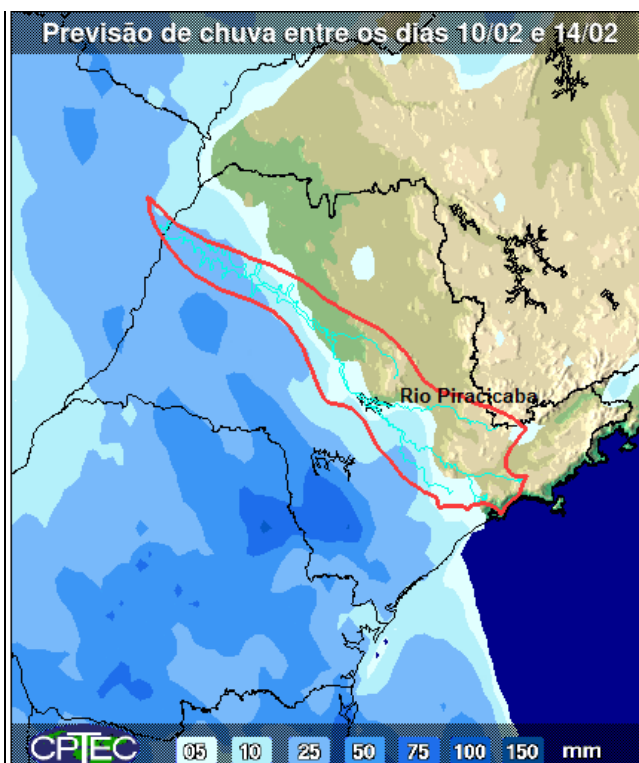 Previsão de chuva entre os dias 10/02 e 14/02
Rio Piracicaba
CPTEC 05 10 25 50 75 100 150 mm